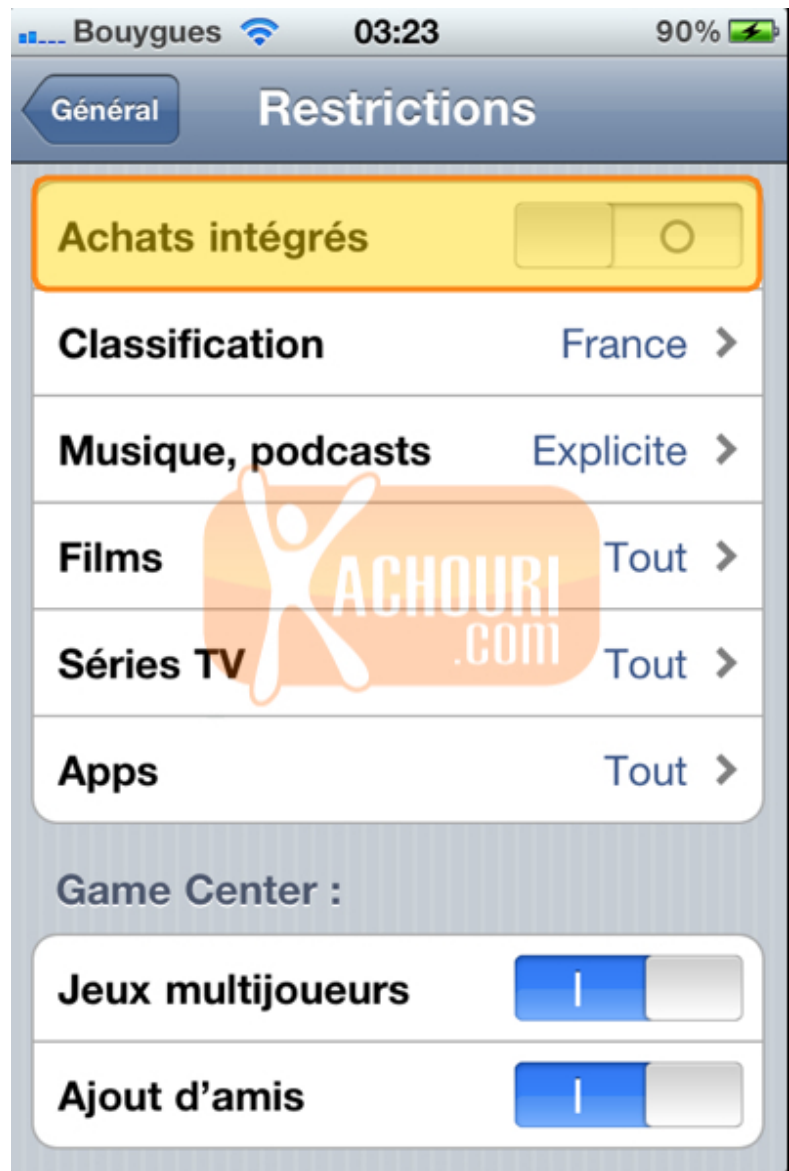 Bouygues 03:23 90%
Général Restrictions
Achats intégrés
Classification France
Musique, podcasts Explicite
Films Tout
KACHOURI
.com
Séries TV Tout
Apps Tout
Game Center :
Jeux multijoueurs
Ajout d'amis